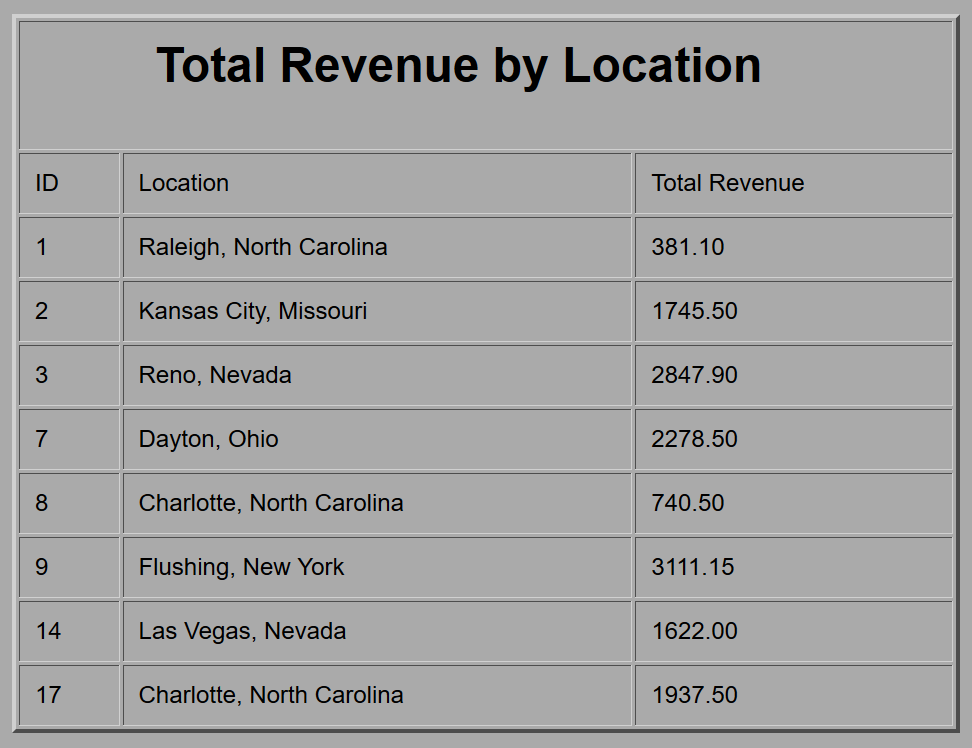 Total Revenue by Location
ID Location Total Revenue
1 Raleigh, North Carolina 381.10
2 Kansas City, Missouri 1745.50
3 Reno, Nevada 2847.90
7 Dayton, Ohio 2278.50
8 Charlotte, North Carolina 740.50
9 Flushing, New York 3111.15
14 Las Vegas, Nevada 1622.00
17 Charlotte, North Carolina 1937.50